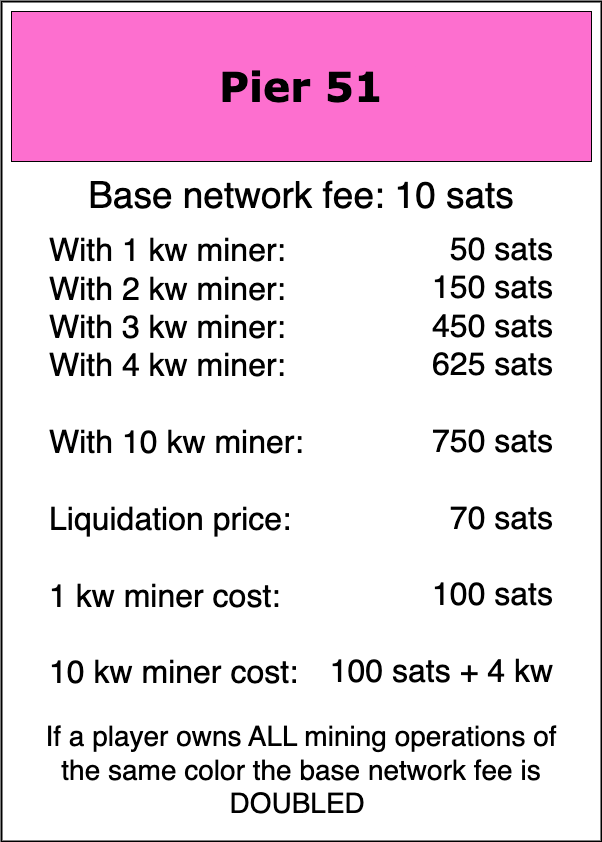 Pier 51
Base network fee: 10 sats
With 1 kw miner: 50 sats
With 2 kw miner: 150 sats
With 3 kw miner: 450 sats
With 4 kw miner: 625 sats
With 10 kw miner: 750 sats
Liquidation price: 70 sats
1 kw miner cost: 100 sats
10 kw miner cost: 100 sats + 4 kw
If a player owns ALL mining operations of
the same color the base network fee is
DOUBLED